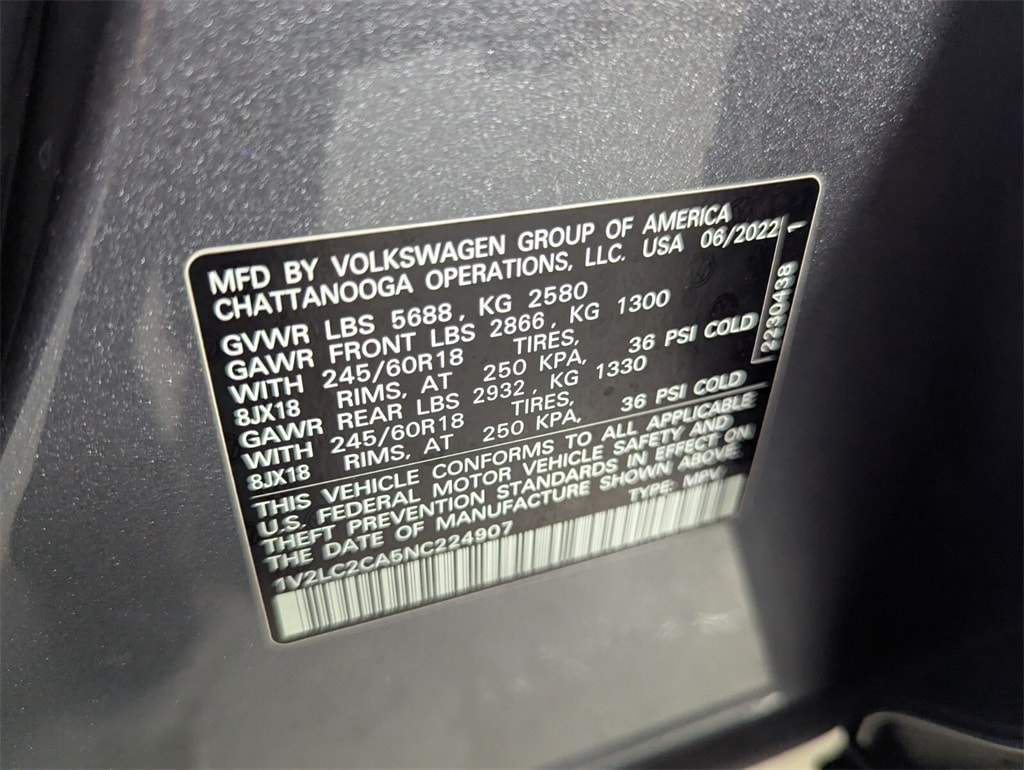 MFD BY VOLKSWAGEN GROUP OF AMERICA
CHATTANOOGA OPERATIONS, LLC. USA 06/2022 1
GVWR LBS 5688, KG 2580
GAWR FRONT LBS 2866, KG 1300
WITH 245/60R18 TIRES,
8JX18 RIMS, AT 250 KPA, 36 PSI COLD
GAWR REAR LBS 2932, KG 1330
WITH 245/60R18 TIRES,
8JX18 RIMS, AT 250 KPA, 36 PSI COLD
2230438
THIS VEHICLE CONFORMS TO ALL APPLICABLE
U.S. FEDERAL MOTOR VEHICLE SAFETY AND
THEFT PREVENTION STANDARDS IN EFFECT ON
THE DATE OF MANUFACTURE SHOWN ABOVE.
1V2LC2CA5NC224907 TYPE: MPV